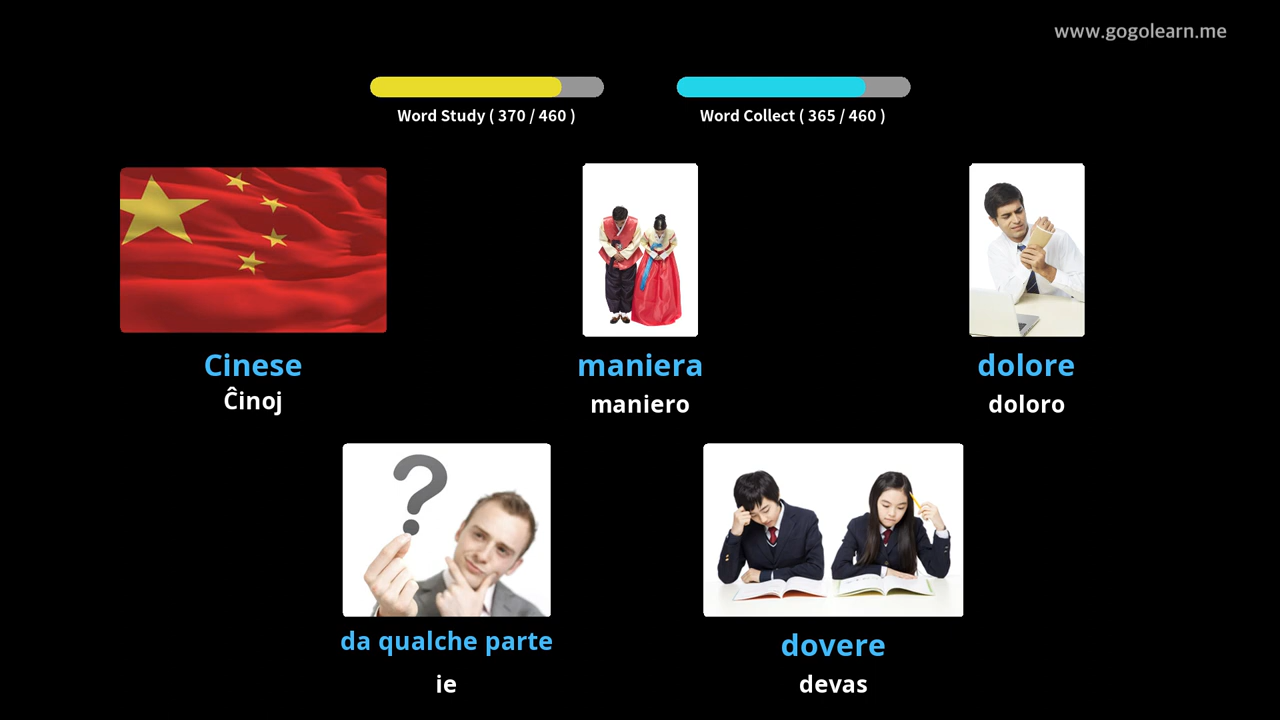 www.gogolearn.me
Word Study ( 370 / 460 )
Word Collect ( 365 / 460 )
Cinese
Ĉinoj
maniera
maniero
dolore
doloro
da qualche parte
ie
dovere
devas